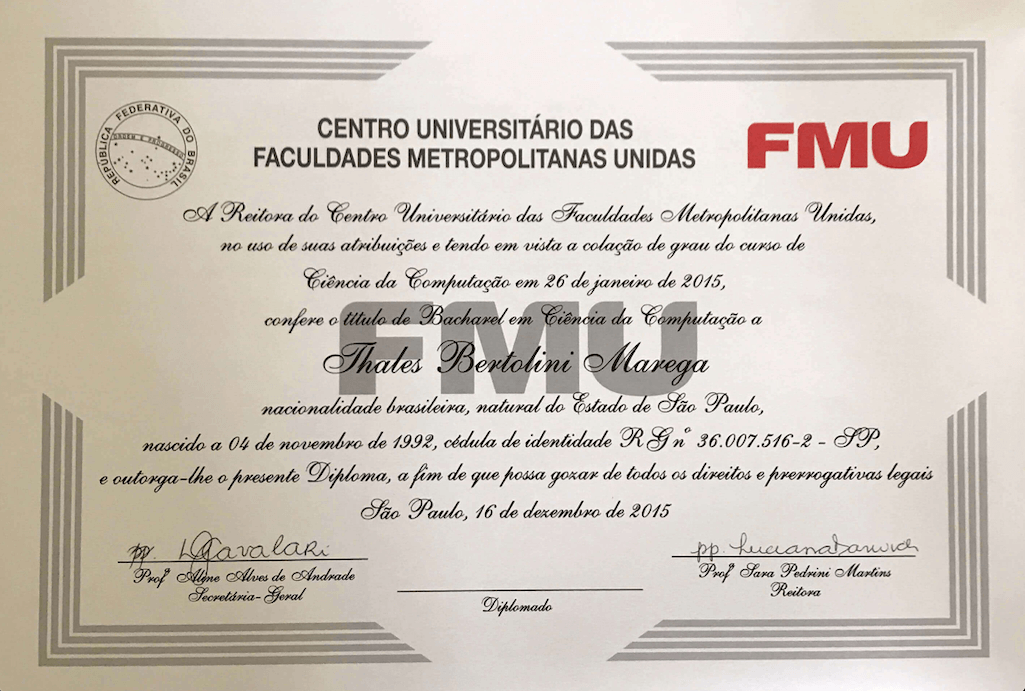 REPÚBLICA FEDERATIVA DO BRASIL
ORDEM E PROGRESSO
CENTRO UNIVERSITÁRIO DAS
FACULDADES METROPOLITANAS UNIDAS
FMU
A Reitora do Centro Universitário das Faculdades Metropolitanas Unidas,
no uso de suas atribuições e tendo em vista a colação de grau do curso de
Ciência da Computação em 26 de janeiro de 2015,
confere o título de Bacharel em Ciência da Computação a
FMU
Thales Bertolini Marega
nacionalidade brasileira, natural do Estado de São Paulo,
nascido a 04 de novembro de 1992, cédula de identidade RG nº 36.007.516-2 - SP,
e outorga-lhe o presente Diploma, a fim de que possa gozar de todos os direitos e prerrogativas legais
São Paulo, 16 de dezembro de 2015
pp. Cavalari
Profª Aline Alves de Andrade
Secretária-Geral
Diplomado
pp. Luciana
Profª Sara Pedrini Martins
Reitora